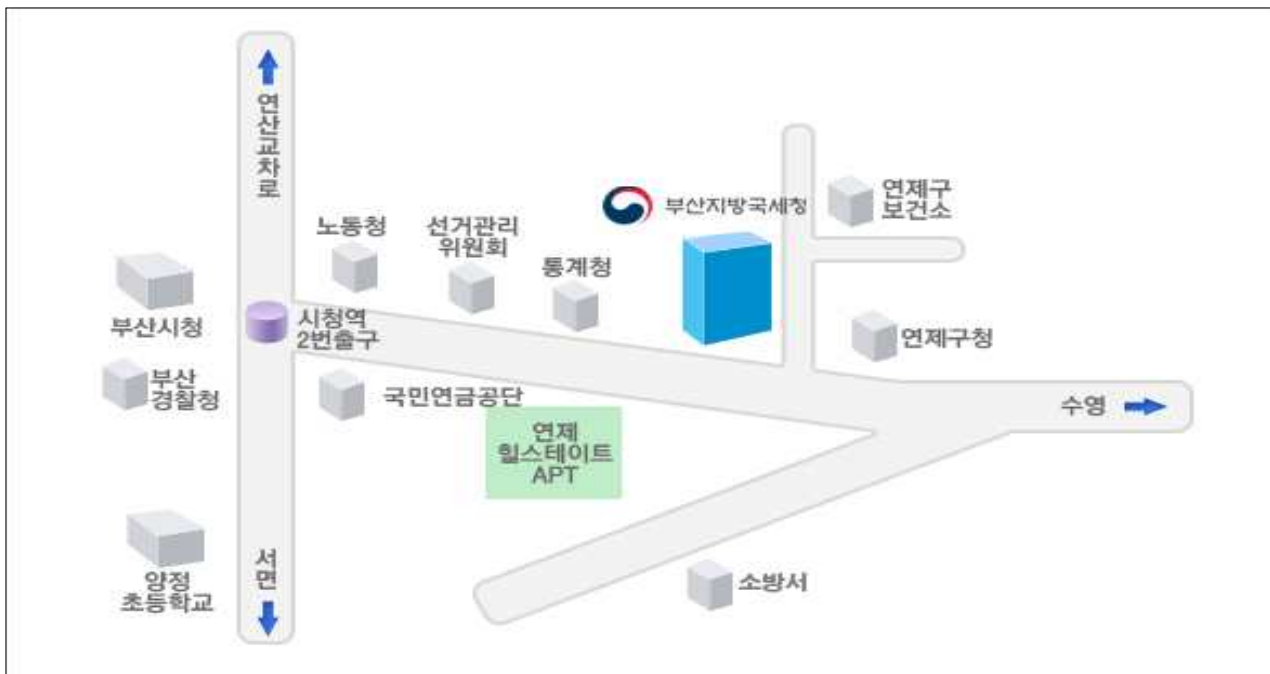 연산교차로
부산지방국세청
연제구
보건소
노동청
선거관리
위원회
통계청
부산시청
시청역
2번출구
연제구청
부산
경찰청
국민연금공단
수영
연제
힐스테이트
APT
양정
초등학교
서면
소방서